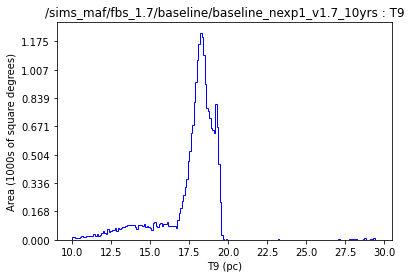 /sims_maf/fbs_1.7/baseline/baseline_nexp1_v1.7_10yrs : T9
1.175
1.007
0.839
0.671
0.504
0.336
0.168
0.000
Area (1000s of square degrees)
10.0 12.5 15.0 17.5 20.0 22.5 25.0 27.5 30.0
T9 (pc)